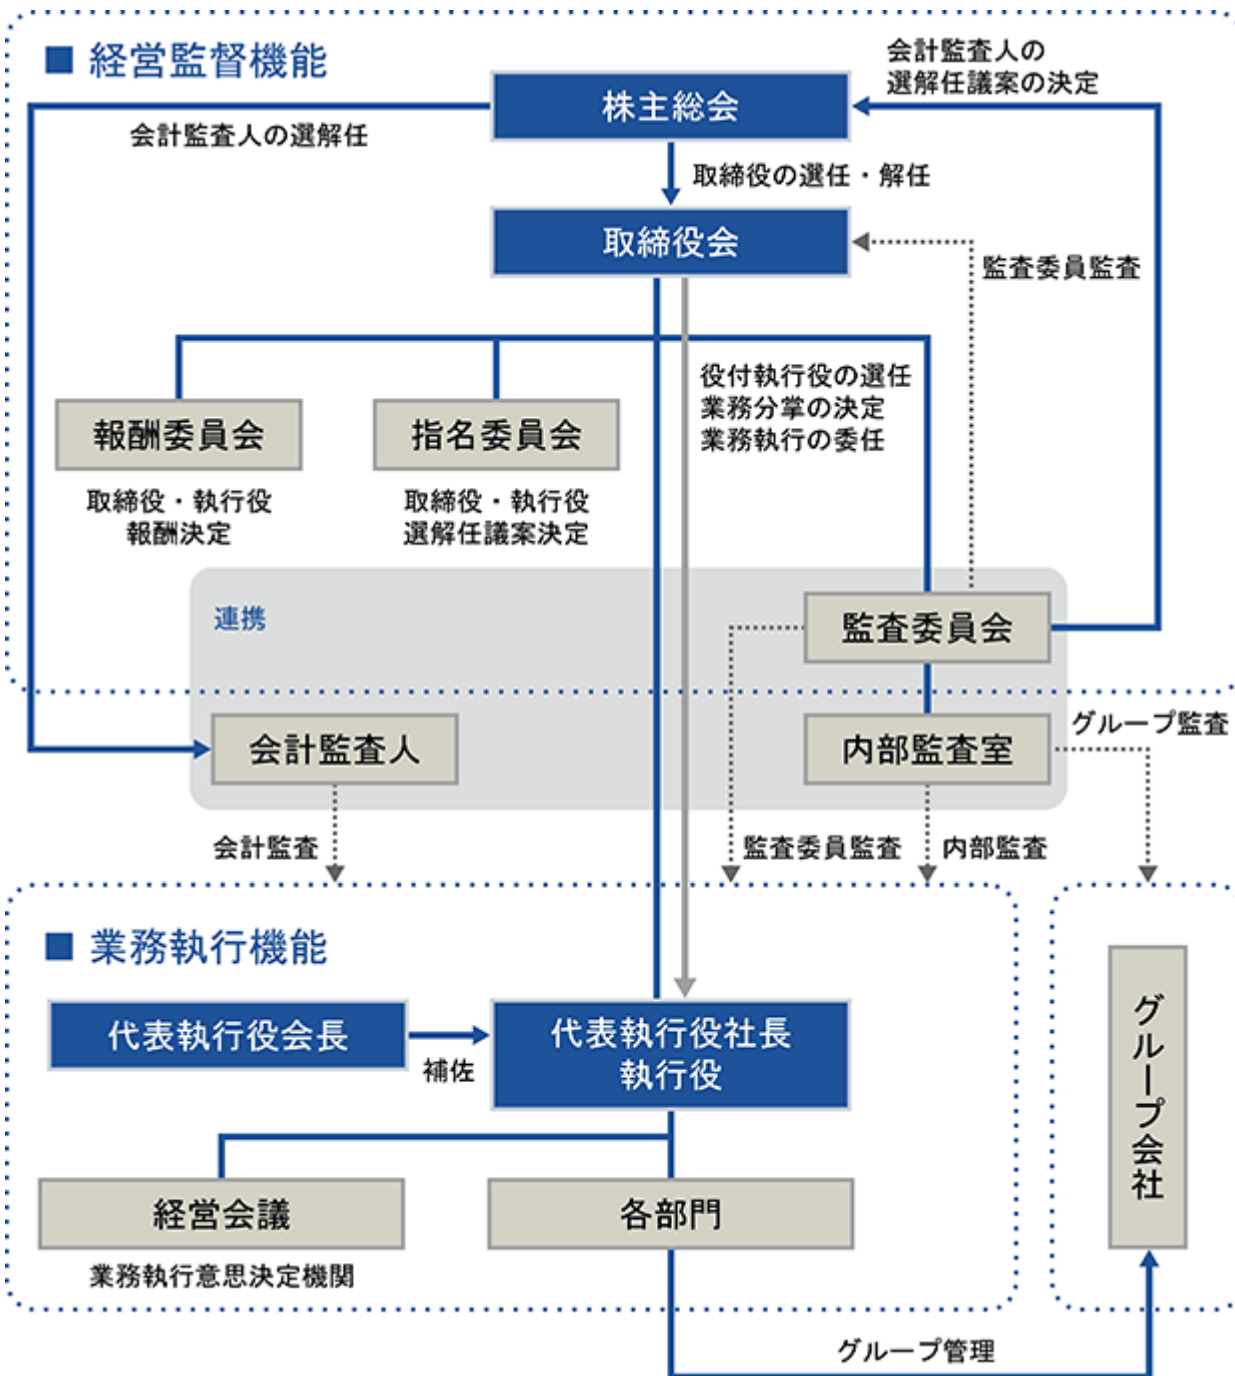 ■ 経営監督機能
会計監査人の
選解任議案の決定
株主総会
会計監査人の選解任
取締役の選任・解任
取締役会
監査委員監査
役付執行役の選任
業務分掌の決定
業務執行の委任
報酬委員会
指名委員会
取締役・執行役
報酬決定
取締役・執行役
選解任議案決定
連携
監査委員会
グループ監査
会計監査人
内部監査室
会計監査
監査委員監査
内部監査
■ 業務執行機能
代表執行役会長
補佐
代表執行役社長
執行役
グループ会社
経営会議
各部門
業務執行意思決定機関
グループ管理